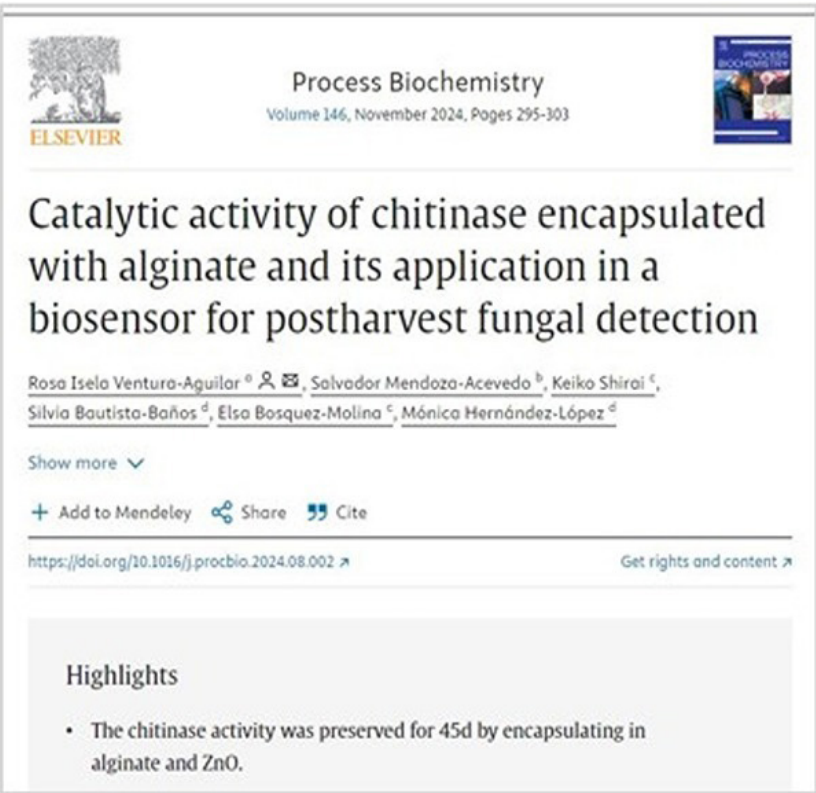 Process Biochemistry
Volume 146, November 2024, Pages 295-303
ELSEVIER
PROCESS
BIOCHEMISTRY
Catalytic activity of chitinase encapsulated
with alginate and its application in a
biosensor for postharvest fungal detection
Rosa Isela Ventura-Aguilar a, Salvador Mendoza-Acevedo b, Keiko Shirai c,
Silvia Bautista-Baños d, Elsa Bosquez-Molina c, Mónica Hernández-López d
Show more
+ Add to Mendeley Share Cite
https://doi.org/10.1016/j.procbio.2024.08.002 ↗ Get rights and content ↗
Highlights
• The chitinase activity was preserved for 45d by encapsulating in
alginate and ZnO.